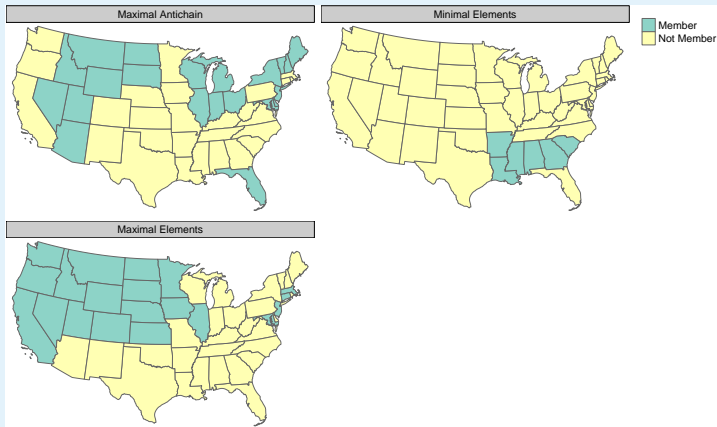 Maximal Antichain
Minimal Elements
Member
Not Member
Maximal Elements